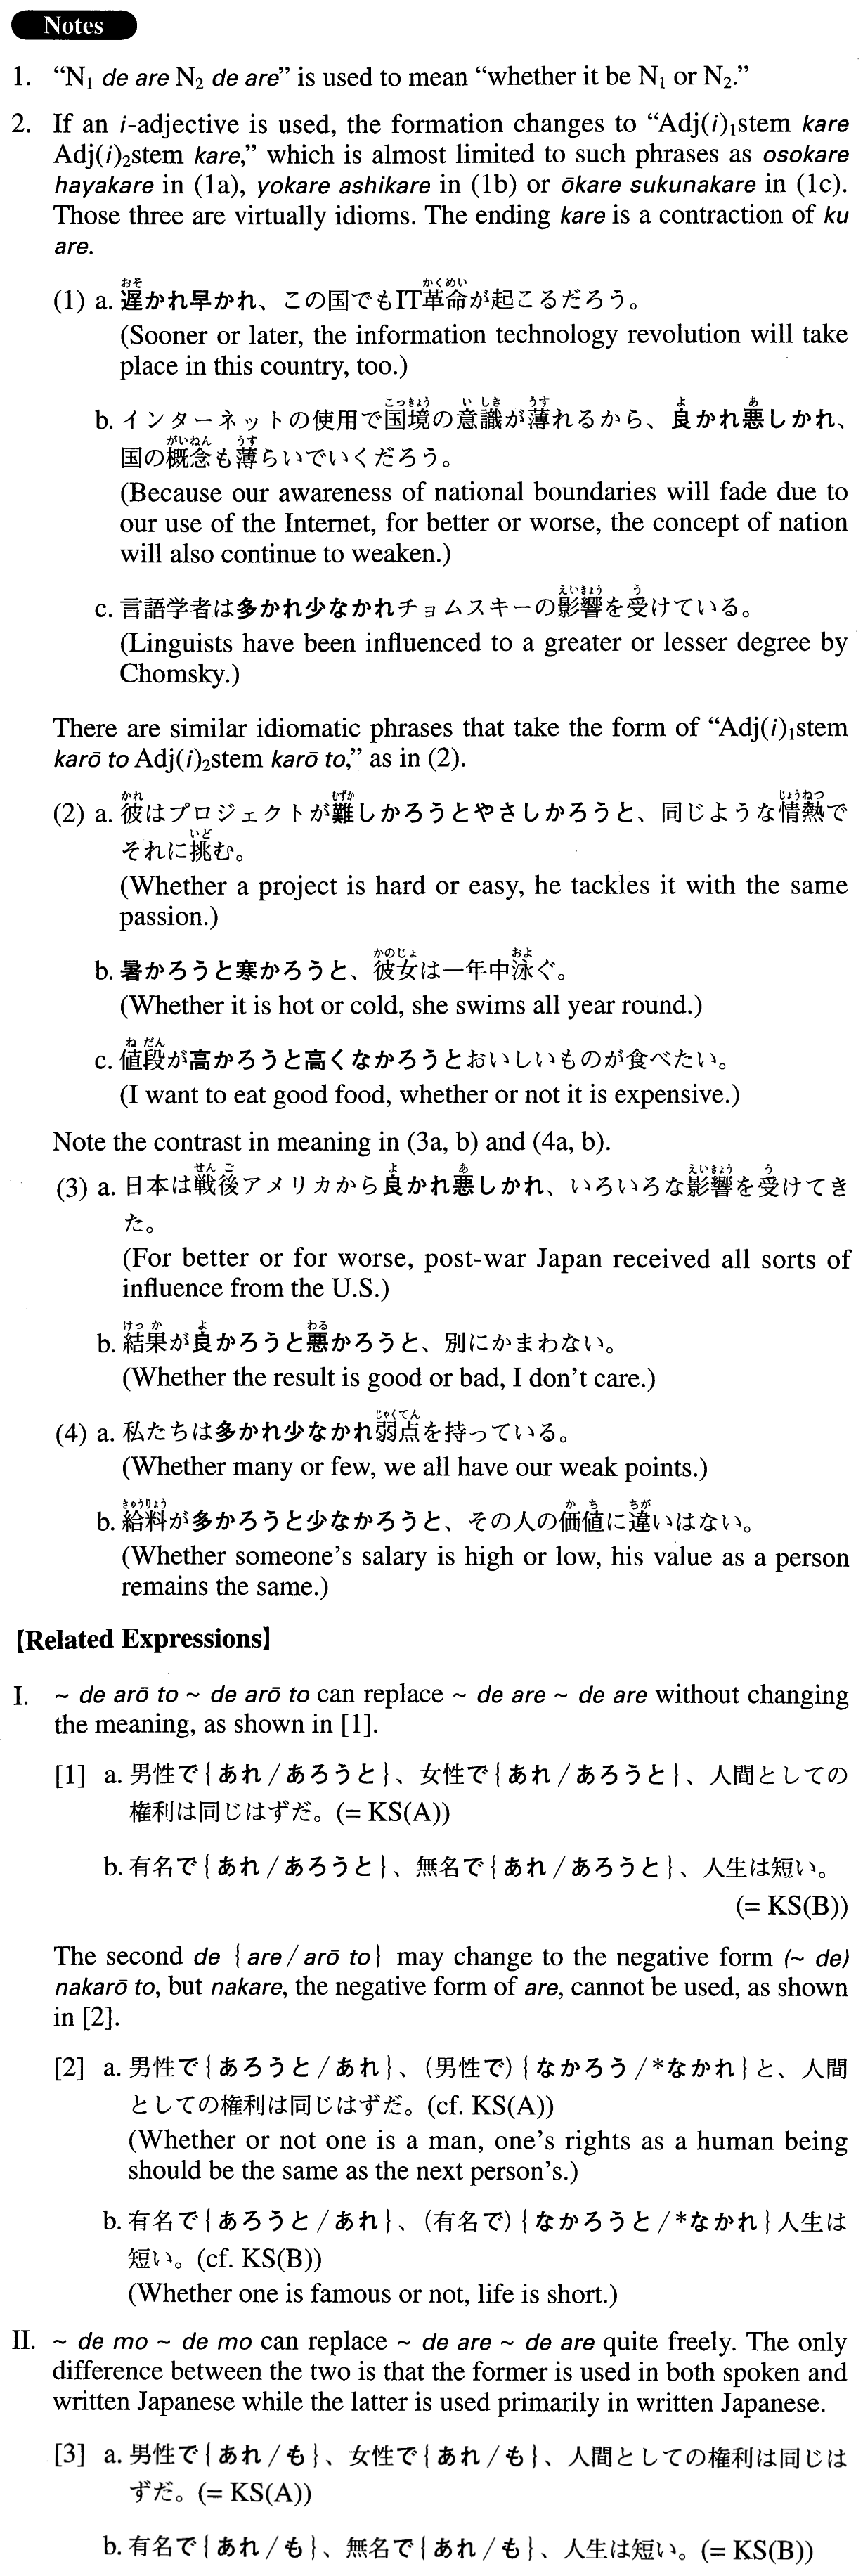 Notes
1. “N₁ de are N₂ de are” is used to mean “whether it be N₁ or N₂.”
2. If an i-adjective is used, the formation changes to “Adj(i)₁stem kare
Adj(i)₂stem kare,” which is almost limited to such phrases as osokare
hayakare in (1a), yokare ashikare in (1b) or ōkare sukunakare in (1c).
Those three are virtually idioms. The ending kare is a contraction of ku
are.
おそ かくめい
(1) a. 遅かれ早かれ、この国でもIT革命が起こるだろう。
(Sooner or later, the information technology revolution will take
place in this country, too.)
こっきょう いしき うす よ あ
b. インターネットの使用で国境の意識が薄れるから、良かれ悪しかれ、
がいねん うす
国の概念も薄らいでいくだろう。
(Because our awareness of national boundaries will fade due to
our use of the Internet, for better or worse, the concept of nation
will also continue to weaken.)
えいきょう う
c. 言語学者は多かれ少なかれチョムスキーの影響を受けている。
(Linguists have been influenced to a greater or lesser degree by
Chomsky.)
There are similar idiomatic phrases that take the form of “Adj(i)₁stem
karō to Adj(i)₂stem karō to,” as in (2).
かれ むずか じょうねつ
(2) a. 彼はプロジェクトが難しかろうとやさしかろうと、同じような情熱で
いど
それに挑む。
(Whether a project is hard or easy, he tackles it with the same
passion.)
かのじょ およ
b. 暑かろうと寒かろうと、彼女は一年中泳ぐ。
(Whether it is hot or cold, she swims all year round.)
ねだん
c. 値段が高かろうと高くなかろうとおいしいものが食べたい。
(I want to eat good food, whether or not it is expensive.)
Note the contrast in meaning in (3a, b) and (4a, b).
せんご よ あ えいきょう う
(3) a. 日本は戦後アメリカから良かれ悪しかれ、いろいろな影響を受けてき
た。
(For better or for worse, post-war Japan received all sorts of
influence from the U.S.)
けっか よ わる
b. 結果が良かろうと悪かろうと、別にかまわない。
(Whether the result is good or bad, I don’t care.)
じゃくてん
(4) a. 私たちは多かれ少なかれ弱点を持っている。
(Whether many or few, we all have our weak points.)
きゅうりょう かち ちが
b. 給料が多かろうと少なかろうと、その人の価値に違いはない。
(Whether someone’s salary is high or low, his value as a person
remains the same.)
【Related Expressions】
I. ~ de arō to ~ de arō to can replace ~ de are ~ de are without changing
the meaning, as shown in [1].
[1] a. 男性で{あれ/あろうと}、女性で{あれ/あろうと}、人間としての
権利は同じはずだ。(= KS(A))
b. 有名で{あれ/あろうと}、無名で{あれ/あろうと}、人生は短い。
(= KS(B))
The second de {are/arō to} may change to the negative form (~ de)
nakarō to, but nakare, the negative form of are, cannot be used, as shown
in [2].
[2] a. 男性で{あろうと/あれ}、(男性で){なかろう/*なかれ}と、人間
としての権利は同じはずだ。(cf. KS(A))
(Whether or not one is a man, one’s rights as a human being
should be the same as the next person’s.)
b. 有名で{あろうと/あれ}、(有名で){なかろうと/*なかれ}人生は
短い。(cf. KS(B))
(Whether one is famous or not, life is short.)
II. ~ de mo ~ de mo can replace ~ de are ~ de are quite freely. The only
difference between the two is that the former is used in both spoken and
written Japanese while the latter is used primarily in written Japanese.
[3] a. 男性で{あれ/も}、女性で{あれ/も}、人間としての権利は同じは
ずだ。(= KS(A))
b. 有名で{あれ/も}、無名で{あれ/も}、人生は短い。(= KS(B))